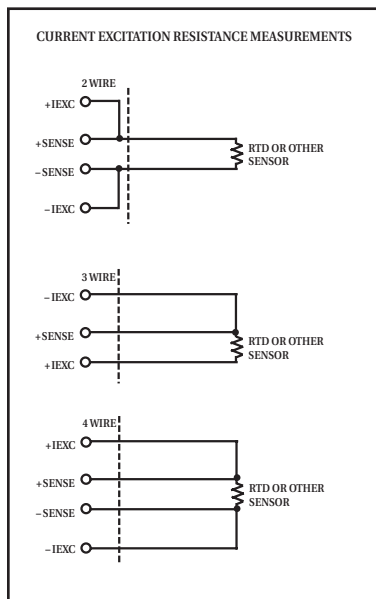 CURRENT EXCITATION RESISTANCE MEASUREMENTS
2 WIRE
+IEXC
+SENSE
–SENSE
–IEXC
RTD OR OTHER
SENSOR
3 WIRE
–IEXC
+SENSE
+IEXC
RTD OR OTHER
SENSOR
4 WIRE
+IEXC
+SENSE
–SENSE
–IEXC
RTD OR OTHER
SENSOR